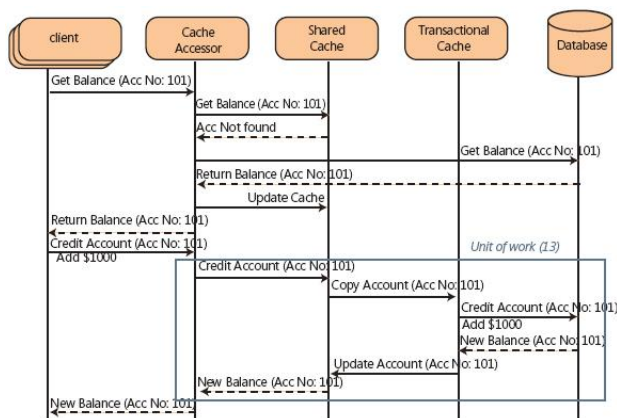 client
Cache
Accessor
Shared
Cache
Transactional
Cache
Database
Get Balance (Acc No: 101)
Get Balance (Acc No: 101)
Acc Not found
Get Balance (Acc No: 101)
Return Balance (Acc No: 101)
Update Cache
Return Balance (Acc No: 101)
Credit Account (Acc No: 101)
Add $1000
Unit of work (13)
Credit Account (Acc No: 101)
Copy Account (Acc No: 101)
Credit Account (Acc No: 101)
Add $1000
New Balance (Acc No: 101)
Update Account (Acc No: 101)
New Balance (Acc No: 101)
New Balance (Acc No: 101)